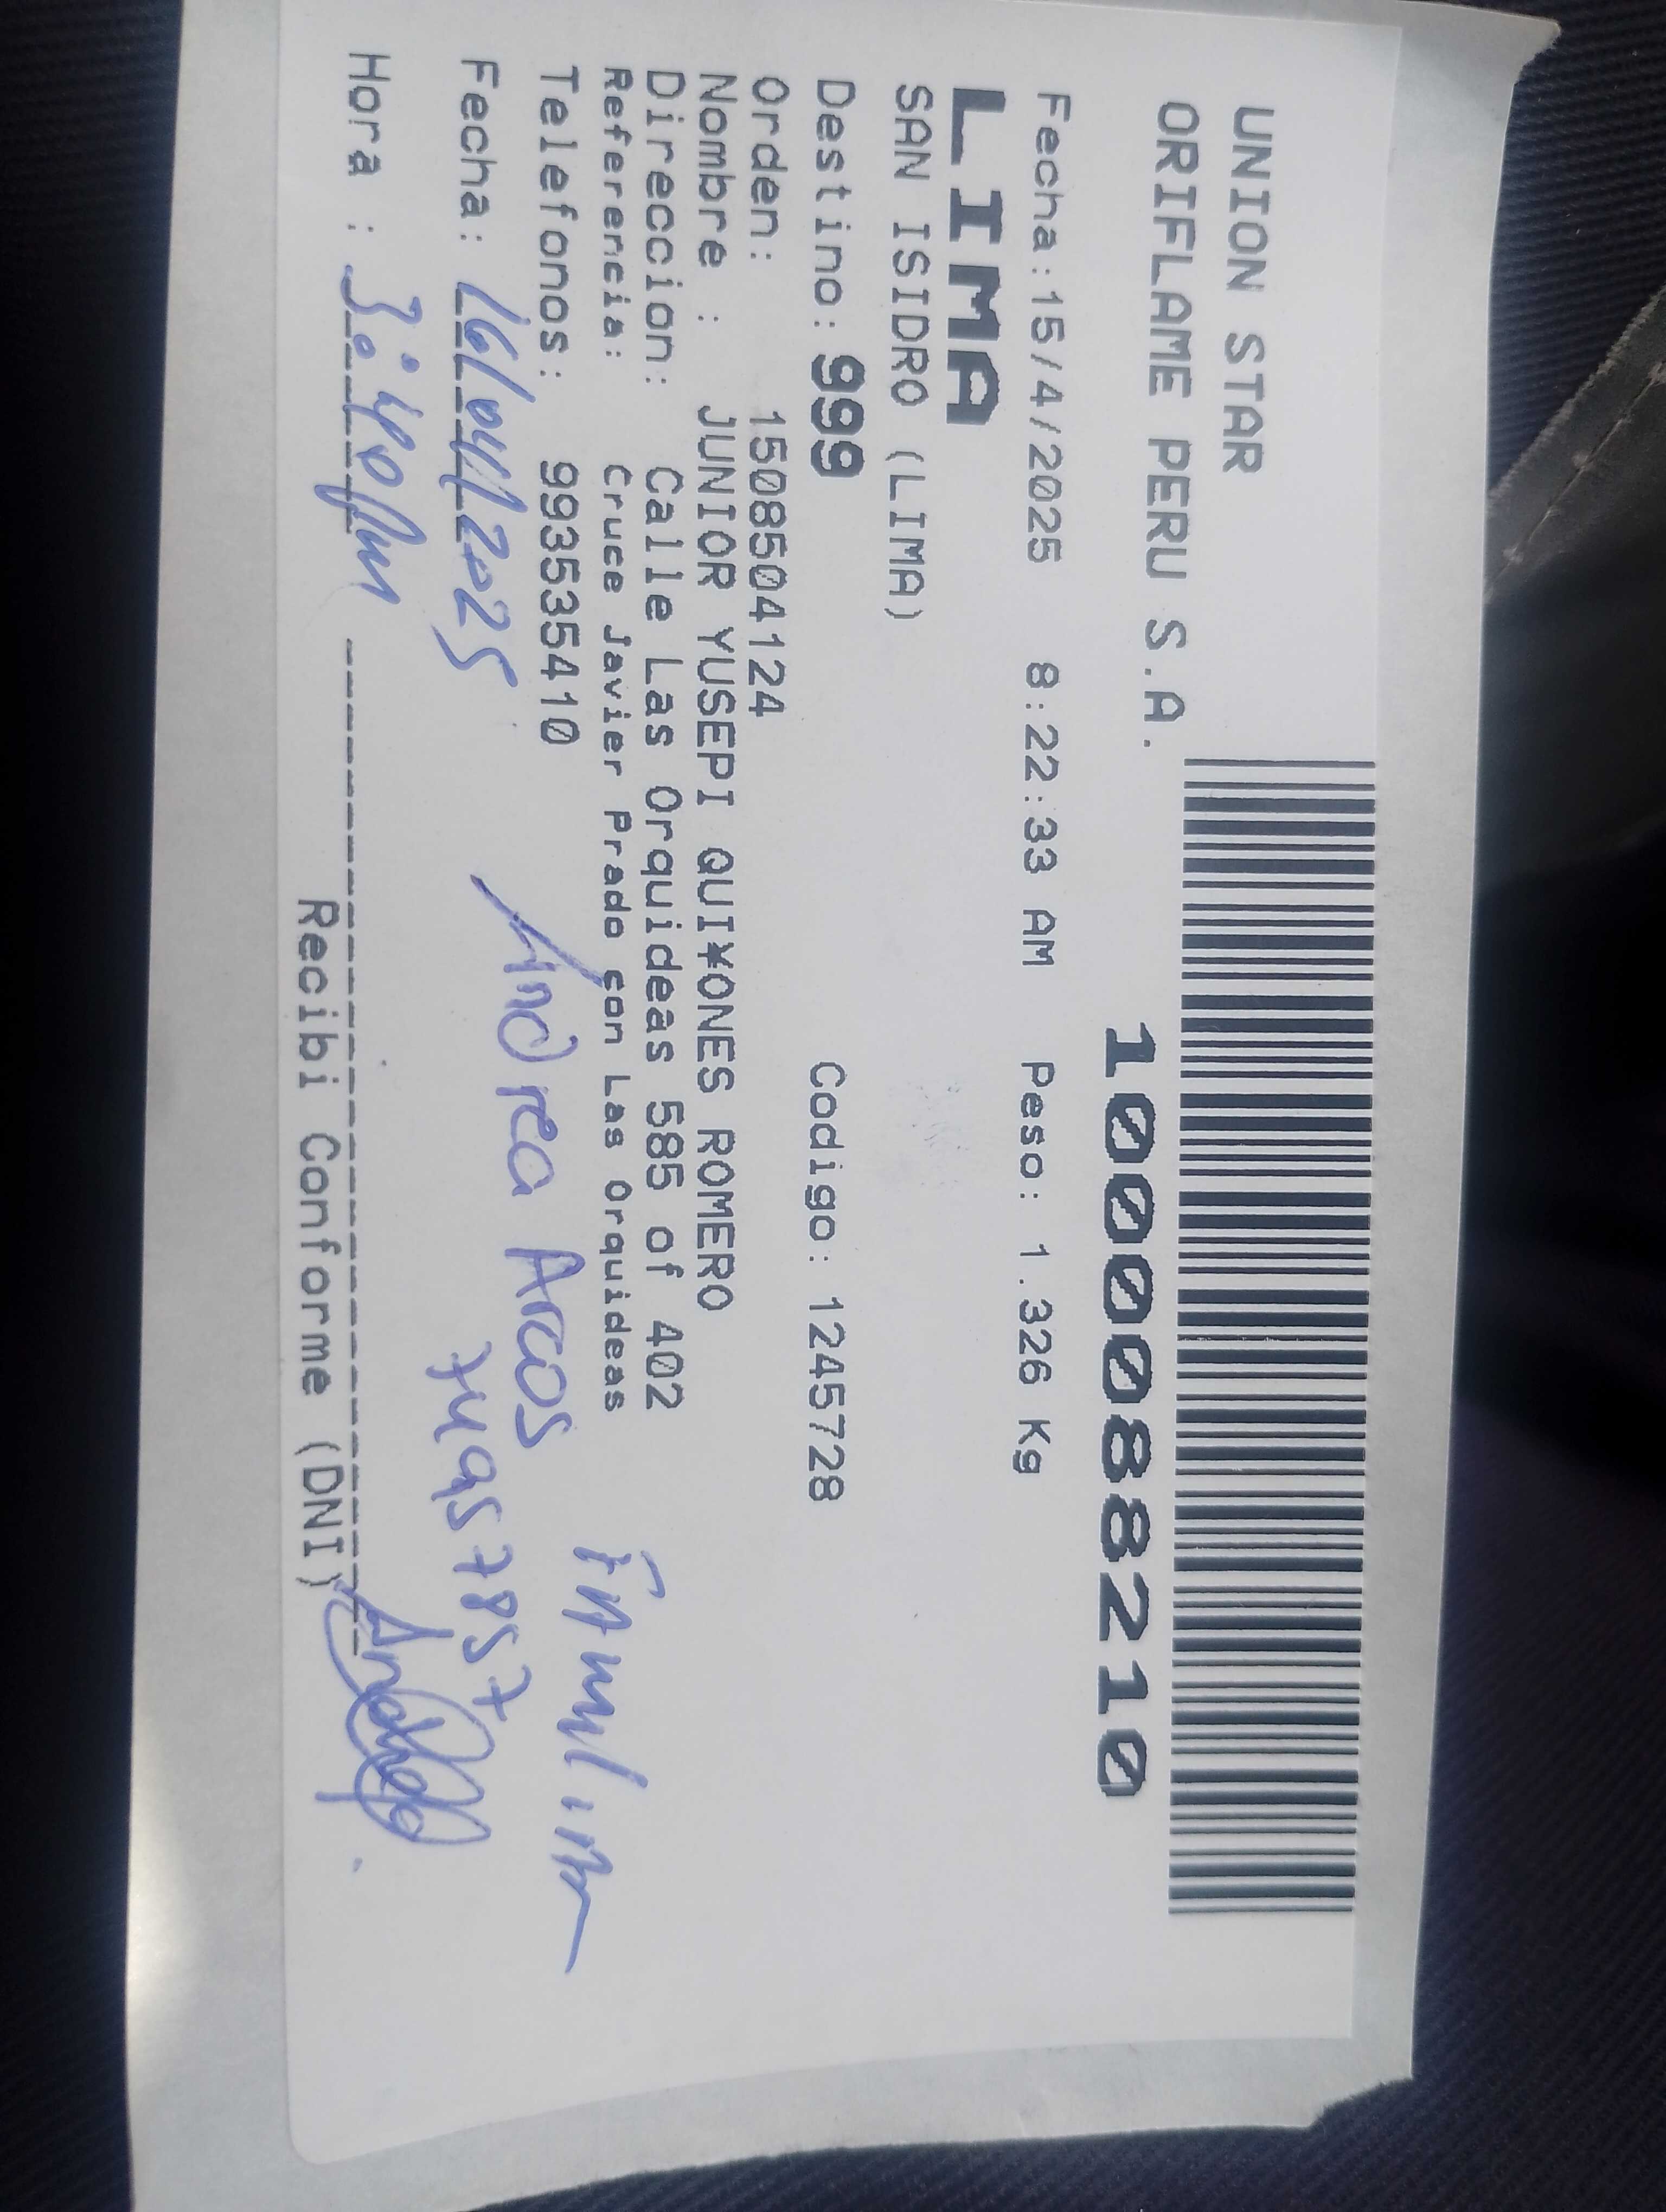 UNION STAR
ORIFLAME PERU S.A.
1000088210
Fecha:15/4/2025 8:22:33 AM Peso: 1.326 Kg
LIMA
SAN ISIDRO (LIMA)
Destino: 999 Codigo: 1245728
Orden: 1508504124
Nombre : JUNIOR YUSEPI QUI¥ONES ROMERO
Direccion: Calle Las Orquideas 585 of 402
Referencia: Cruce Javier Prado con Las Orquideas
Telefonos: 993535410
Andrea Arcos
Fecha: 16/04/2025
Hora : 3:40pm
Recibi Conforme (DNI)